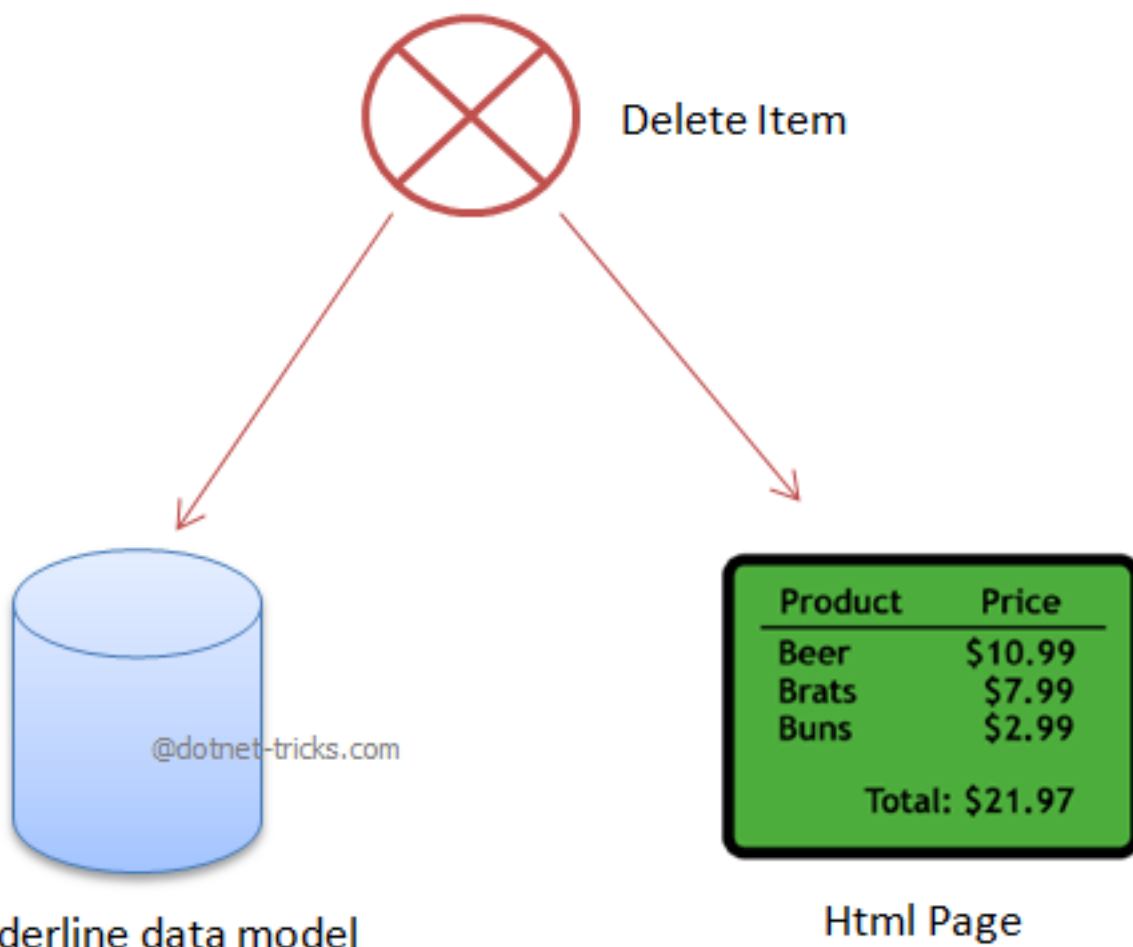 Delete Item
Product Price
Beer $10.99
Brats $7.99
Buns $2.99
Total: $21.97
@dotnet-tricks.com
data model
Html Page